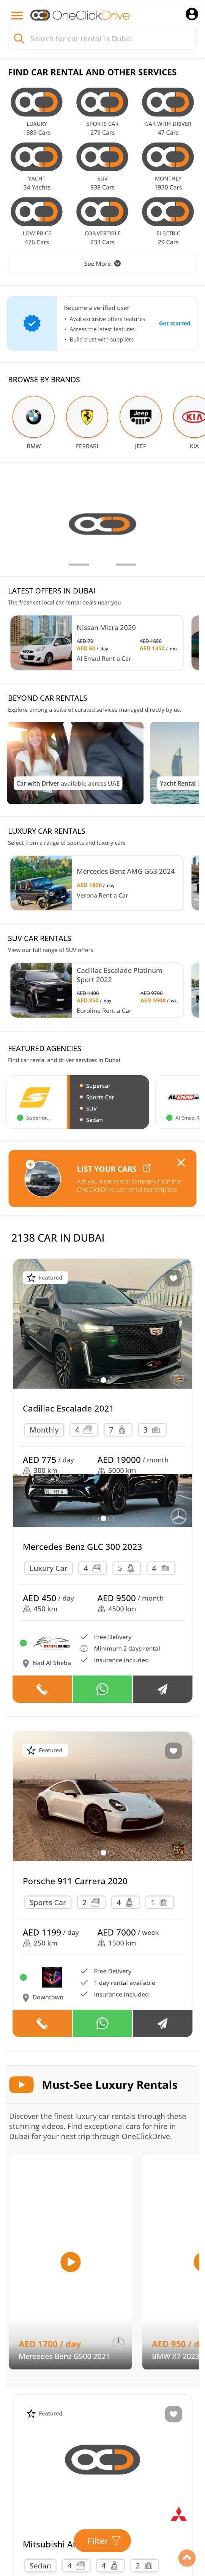 OneClickDrive
Search for car rental in Dubai
FIND CAR RENTAL AND OTHER SERVICES
LUXURY
1389 Cars
SPORTS CAR
279 Cars
CAR WITH DRIVER
47 Cars
YACHT
34 Yachts
SUV
938 Cars
MONTHLY
1930 Cars
LOW PRICE
476 Cars
CONVERTIBLE
233 Cars
ELECTRIC
29 Cars
See More
Become a verified user
• Avail exclusive offers features
• Access the latest features
• Build trust with suppliers
Get started
BROWSE BY BRANDS
Jeep
KIA
BMW
FERRARI
JEEP
KIA
LATEST OFFERS IN DUBAI
The freshest local car rental deals near you
Nissan Micra 2020
AED 70
AED 1650
AED 60 / day
AED 1350 / mo.
Al Emad Rent a Car
BEYOND CAR RENTALS
Explore among a suite of curated services managed directly by us.
Car with Driver available across UAE
Yacht Rental i
LUXURY CAR RENTALS
Select from a range of sports and luxury cars
Mercedes Benz AMG G63 2024
AED 1800 / day
Verona Rent a Car
SUV CAR RENTALS
View our full range of SUV offers
Cadillac Escalade Platinum
Sport 2022
AED 1400
AED 9700
AED 850 / day
AED 5500 / wk.
Euroline Rent a Car
FEATURED AGENCIES
Find car rental and driver services in Dubai.
Superior...
Supercar
Sports Car
SUV
Sedan
Al Emad R
LIST YOUR CARS
Are you a car rental company? Join the
OneClickDrive car rental marketplace.
2138 CAR IN DUBAI
Featured
Cadillac Escalade 2021
Monthly
4
7
3
AED 775 / day
AED 19000 / month
300 km
5000 km
Mercedes Benz GLC 300 2023
Luxury Car
4
5
4
AED 450 / day
AED 9500 / month
450 km
4500 km
Nad Al Sheba
Free Delivery
Minimum 2 days rental
Insurance included
Featured
Porsche 911 Carrera 2020
Sports Car
2
4
1
AED 1199 / day
AED 7000 / week
250 km
1500 km
Downtown
Free Delivery
1 day rental available
Insurance included
Must-See Luxury Rentals
Discover the finest luxury car rentals through these
stunning videos. Find exceptional cars for hire in
Dubai for your next trip through OneClickDrive.
AED 1700 / day
Mercedes Benz G500 2021
AED 950 / d
BMW X7 2023
Featured
Mitsubishi
Filter
Sedan
4
4
2